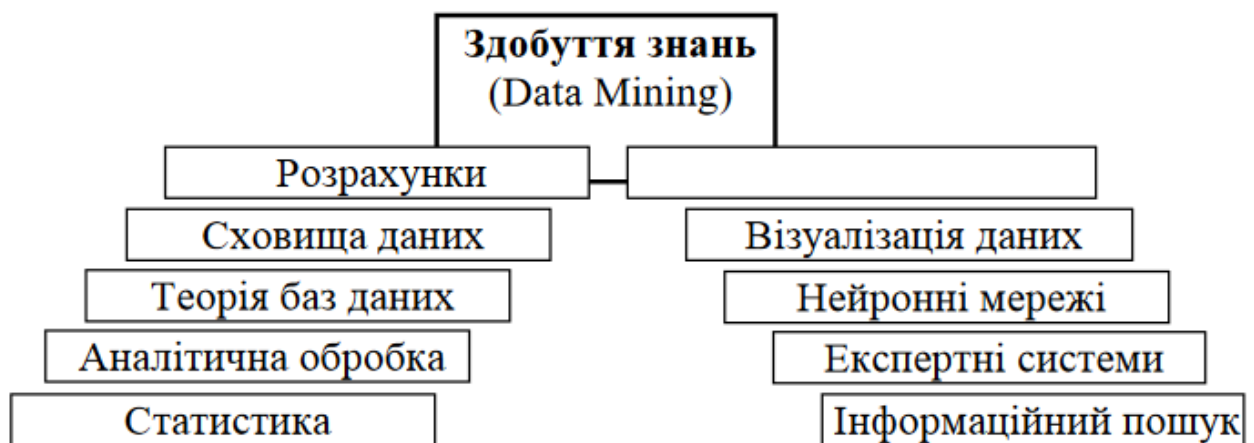 Здобуття знань
(Data Mining)
Розрахунки
Сховища даних
Візуалізація даних
Теорія баз даних
Нейронні мережі
Аналітична обробка
Експертні системи
Статистика
Інформаційний пошук